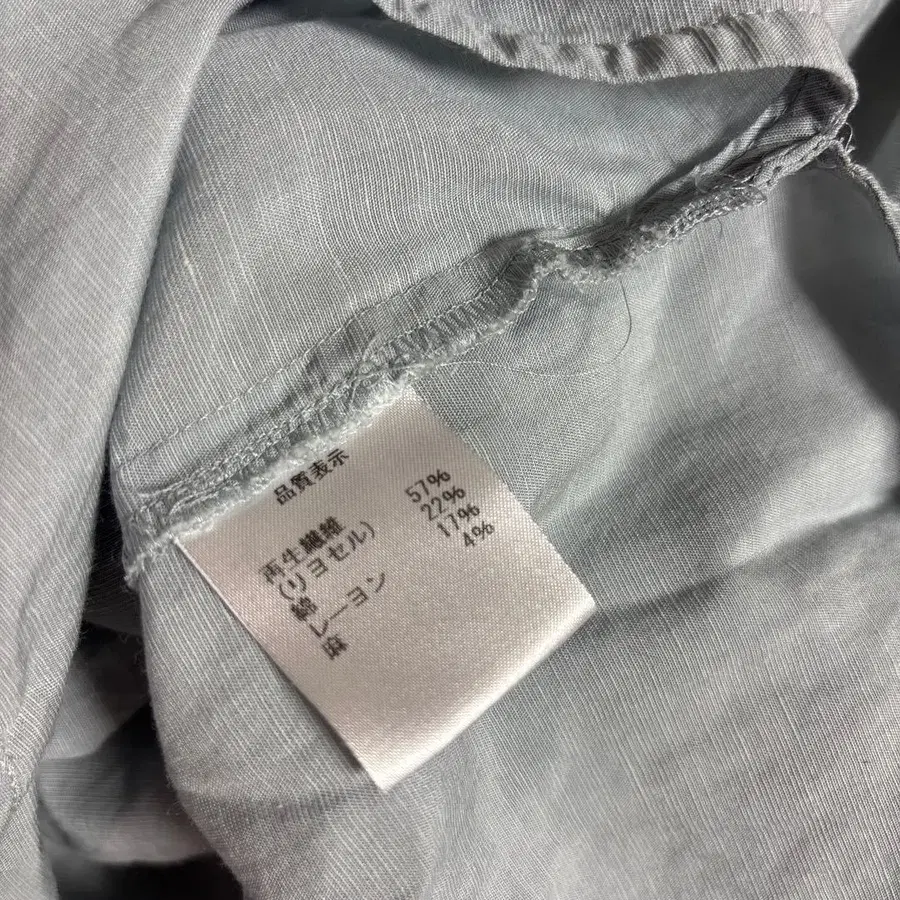 品質表示
再生繊維 57%
(リヨセル)
綿 22%
レーヨン 17%
麻 4%